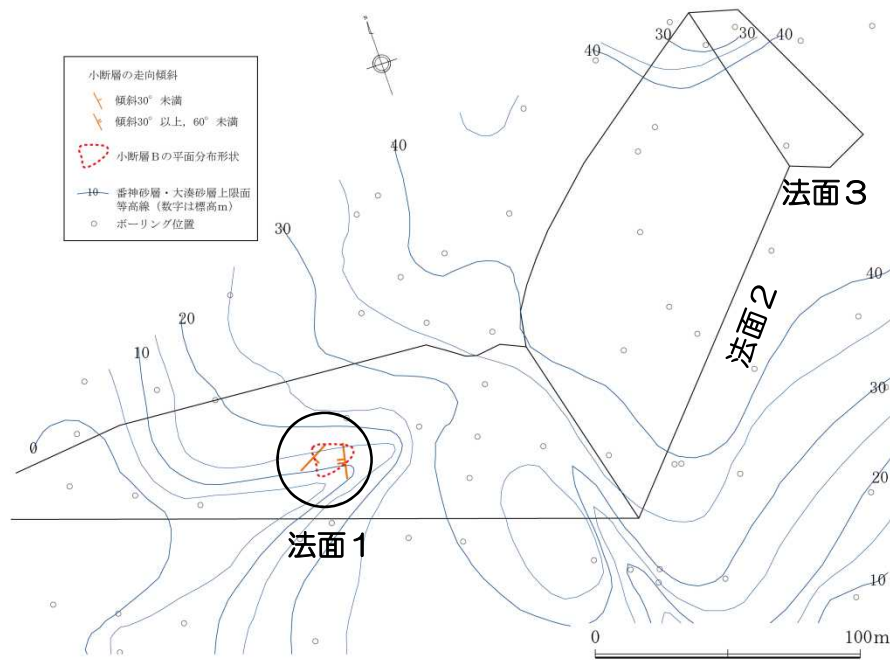 小断層の走向傾斜
傾斜30° 未満
傾斜30° 以上，60° 未満
小断層Ｂの平面分布形状
10
番神砂層・大湊砂層上限面
等高線（数字は標高ｍ）
ボーリング位置
30
30
40
40
40
30
20
10
0
40
30
20
10
法面３
法面２
法面１
0
100m